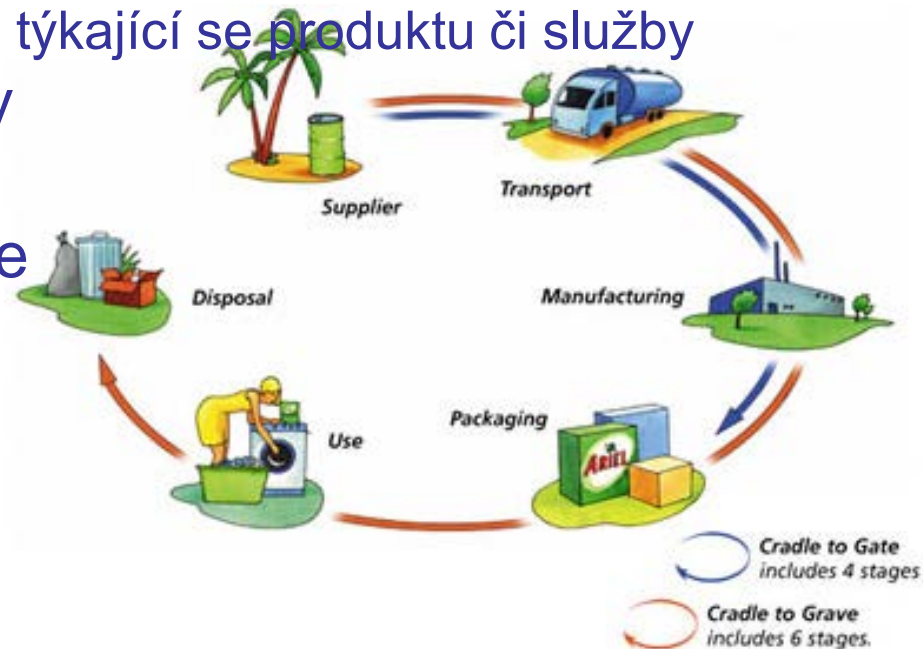 týkající se produktu či služby
y
Supplier
Transport
e
Disposal
Manufacturing
Packaging
ARIEL
Use
Cradle to Gate
includes 4 stages
Cradle to Grave
includes 6 stages.